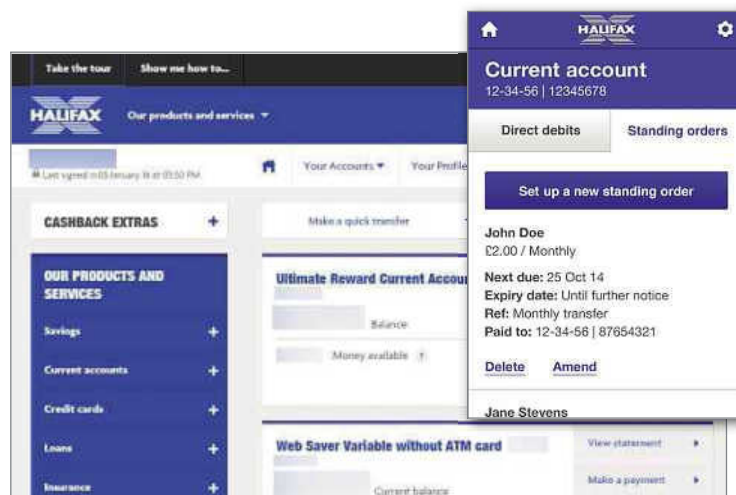 Take the tour
Show me how to...
HALIFAX
Our products and services
Last signed in 05 January 18 at 05:50 PM
Your Accounts
Your Profile
CASHBACK EXTRAS +
Make a quick transfer
OUR PRODUCTS AND
SERVICES
Savings +
Current accounts +
Credit cards +
Loans +
Insurance +
Ultimate Reward Current Accou
Balance
Money available ?
Web Saver Variable without ATM card
Current balance
View statement
Make a payment
HALIFAX
Current account
12-34-56 | 12345678
Direct debits
Standing orders
Set up a new standing order
John Doe
£2.00 / Monthly
Next due: 25 Oct 14
Expiry date: Until further notice
Ref: Monthly transfer
Paid to: 12-34-56 | 87654321
Delete Amend
Jane Stevens